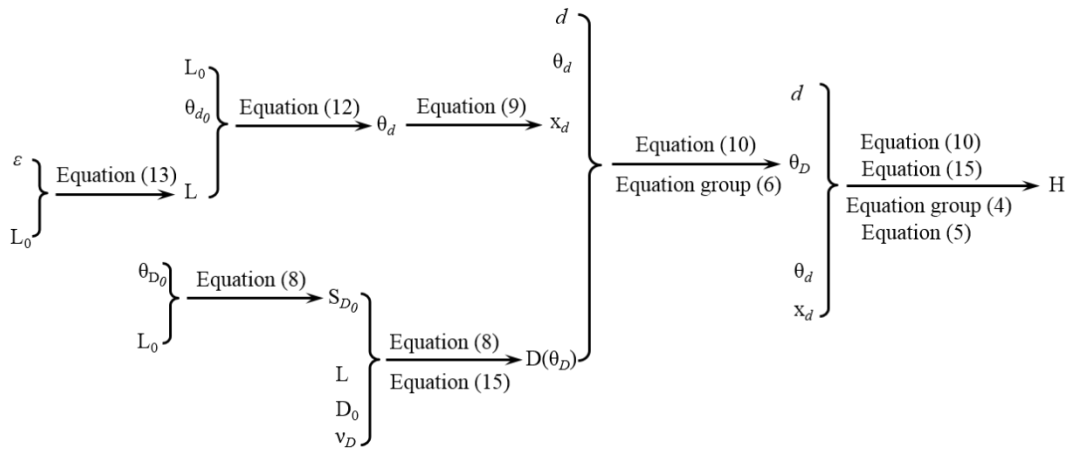 ε
L₀
Equation (13)
L₀
θd₀
L
Equation (12)
θd
Equation (9)
d
θd
xd
θD₀
L₀
Equation (8)
SD₀
L
D₀
νD
Equation (8)
Equation (15)
D(θD)
Equation (10)
Equation group (6)
d
θD
θd
xd
Equation (10)
Equation (15)
Equation group (4)
Equation (5)
H